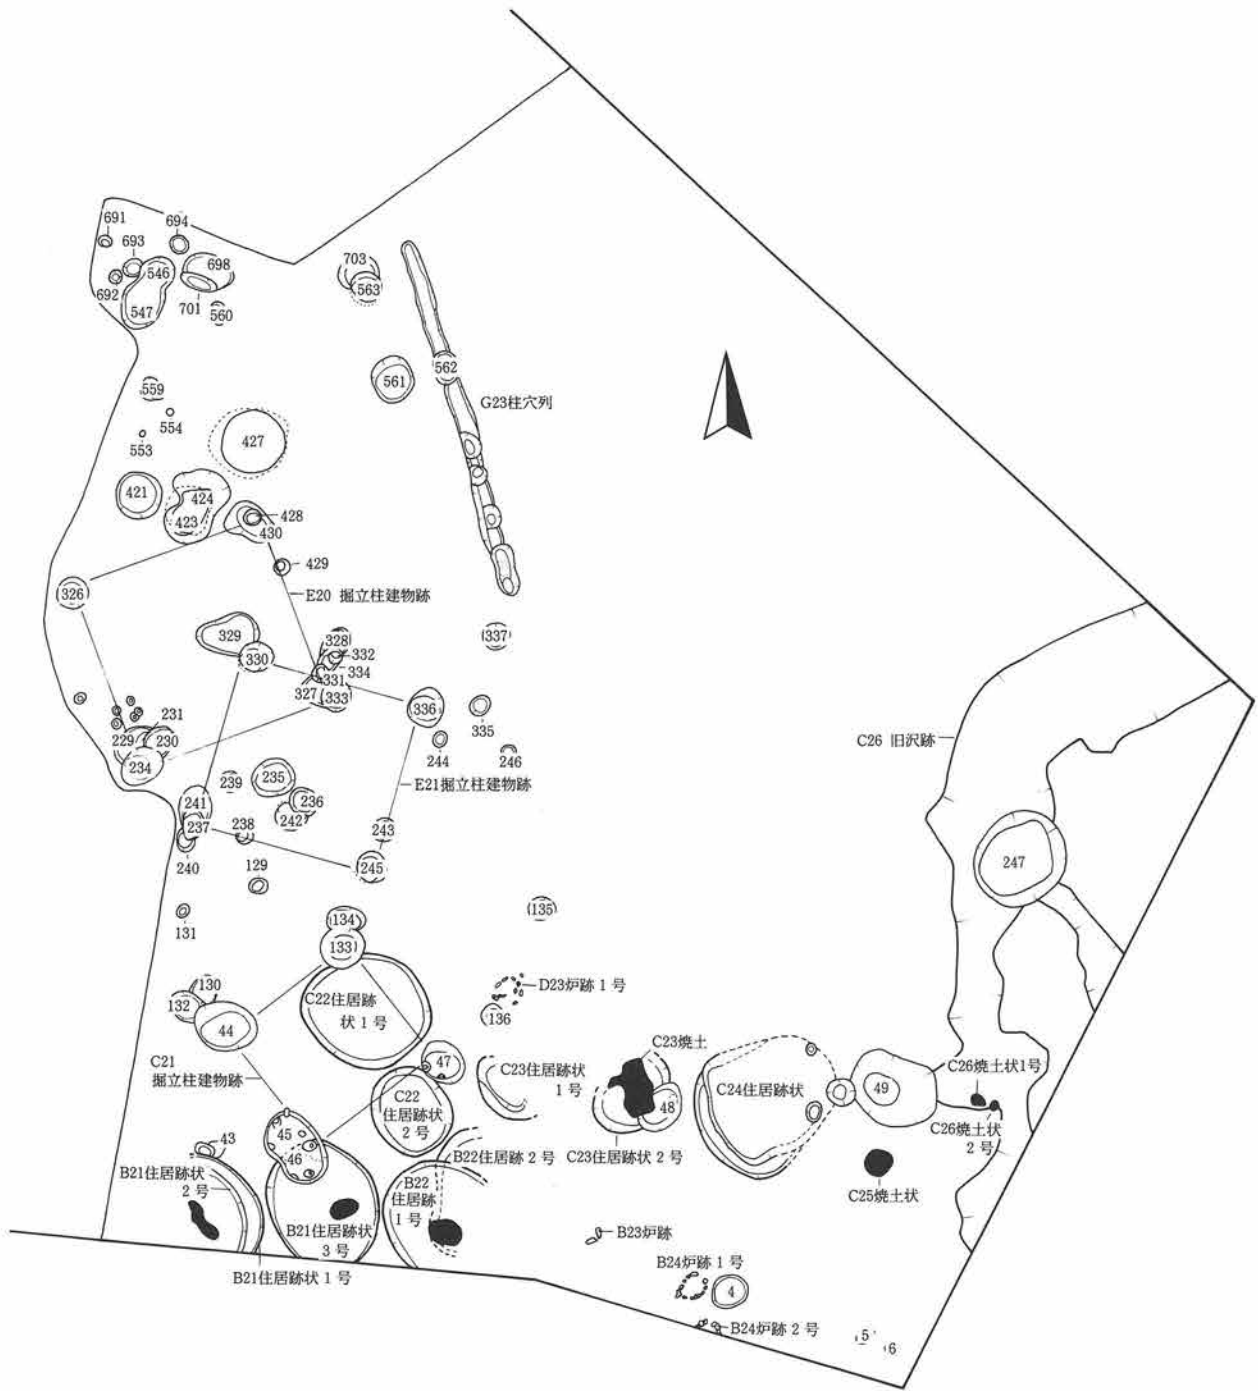 691
694
693
546
698
692
547
701
560
703
563
561
562
G23柱穴列
559
554
553
427
421
424
423
428
430
429
326
E20 掘立柱建物跡
329
330
328
332
334
331
327
333
337
336
335
244
246
231
229
230
234
E21掘立柱建物跡
239
235
236
242
241
237
238
240
243
245
129
131
135
134
133
C26 旧沢跡
247
130
132
44
C22住居跡
状 1 号
D23炉跡 1 号
136
C21
掘立柱建物跡
47
C23住居跡状
1 号
C23焼土
48
C23住居跡状 2 号
C24住居跡状
49
C26焼土状1号
C26焼土状
2 号
C25焼土状
C22
住居跡状
2 号
45
46
43
B21住居跡状
2 号
B22住居跡 2 号
B22
住居跡
1 号
B21住居跡状
3 号
B21住居跡状 1 号
B23炉跡
B24炉跡 1 号
4
B24炉跡 2 号
5
6